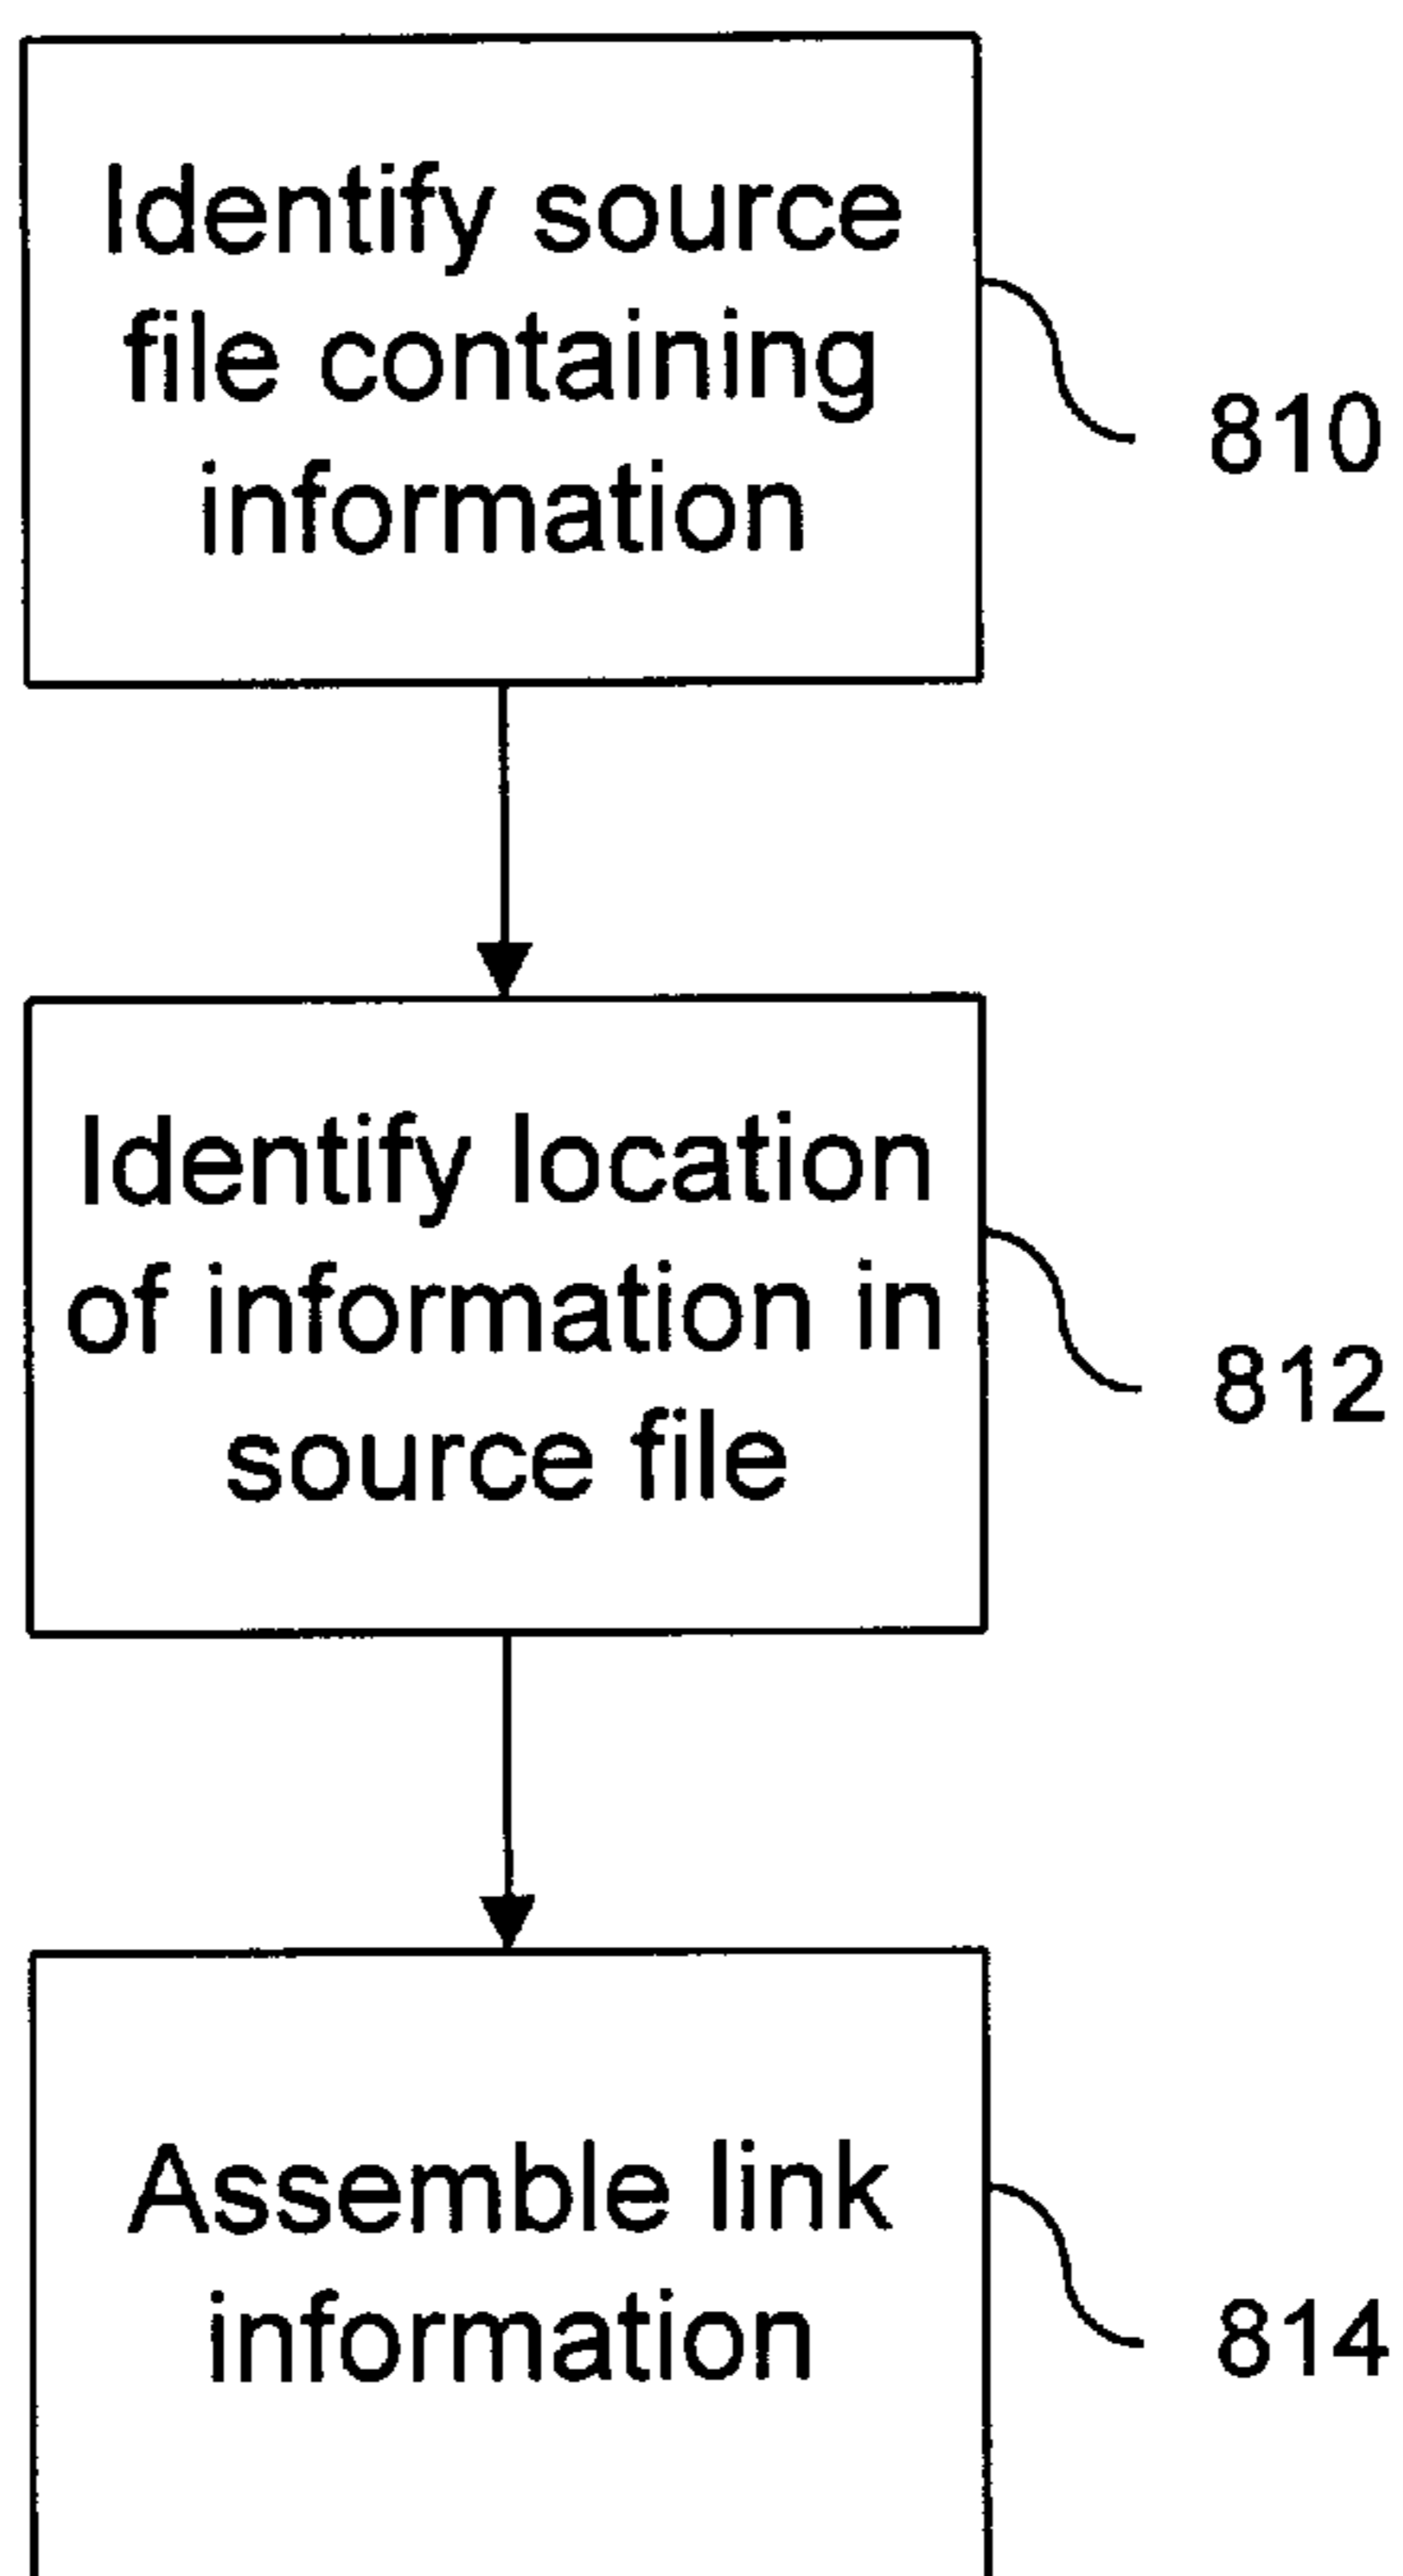 Identify source
file containing
information
810
Identify location
of information in
source file
812
Assemble link
information
814